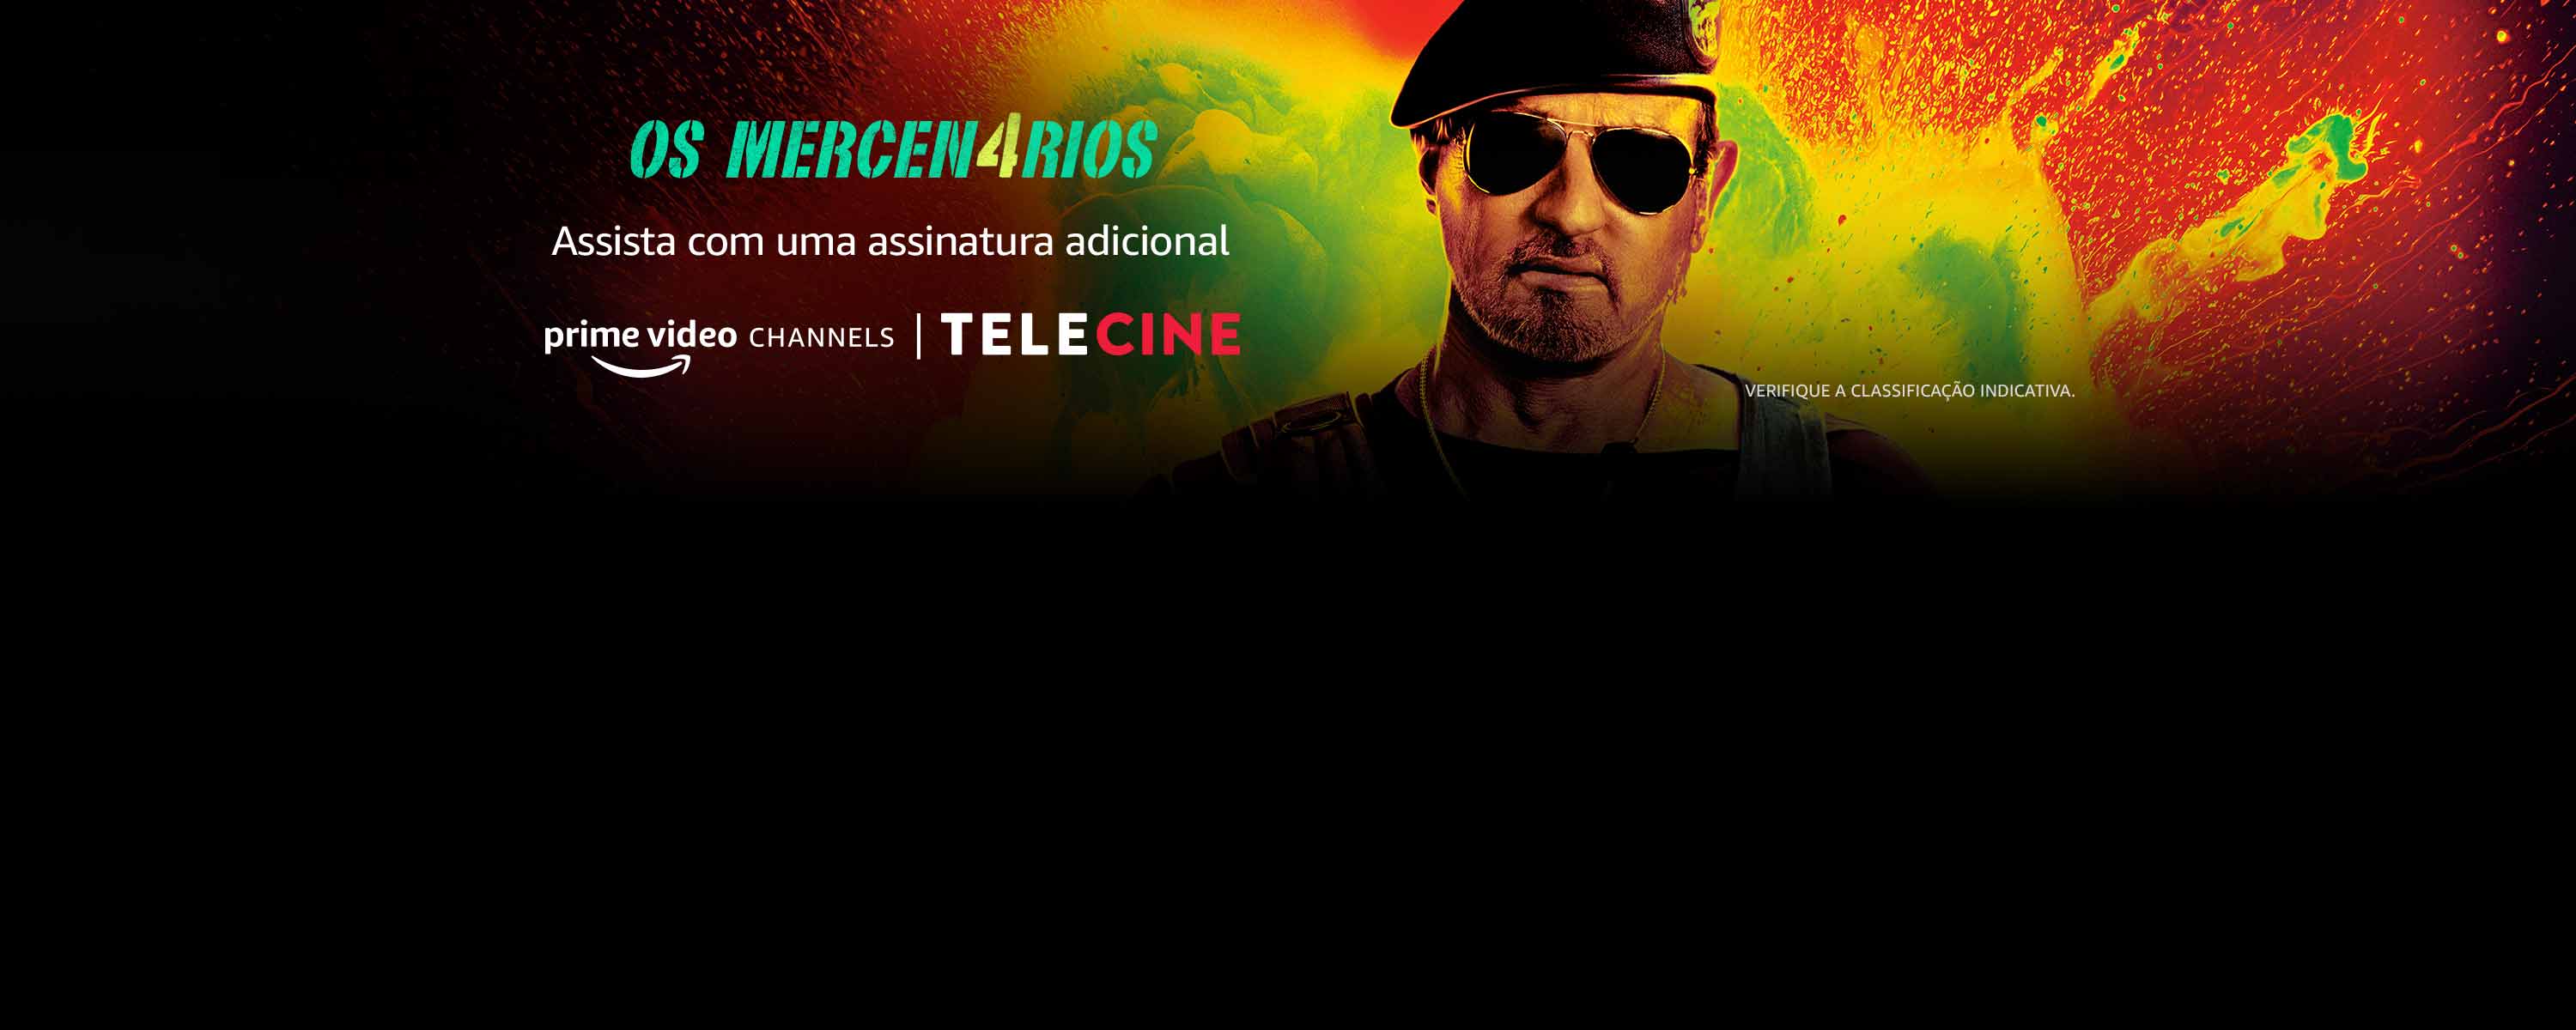 OS MERCEN4RIOS
Assista com uma assinatura adicional
prime video CHANNELS | TELECINE
VERIFIQUE A CLASSIFICAÇÃO INDICATIVA.